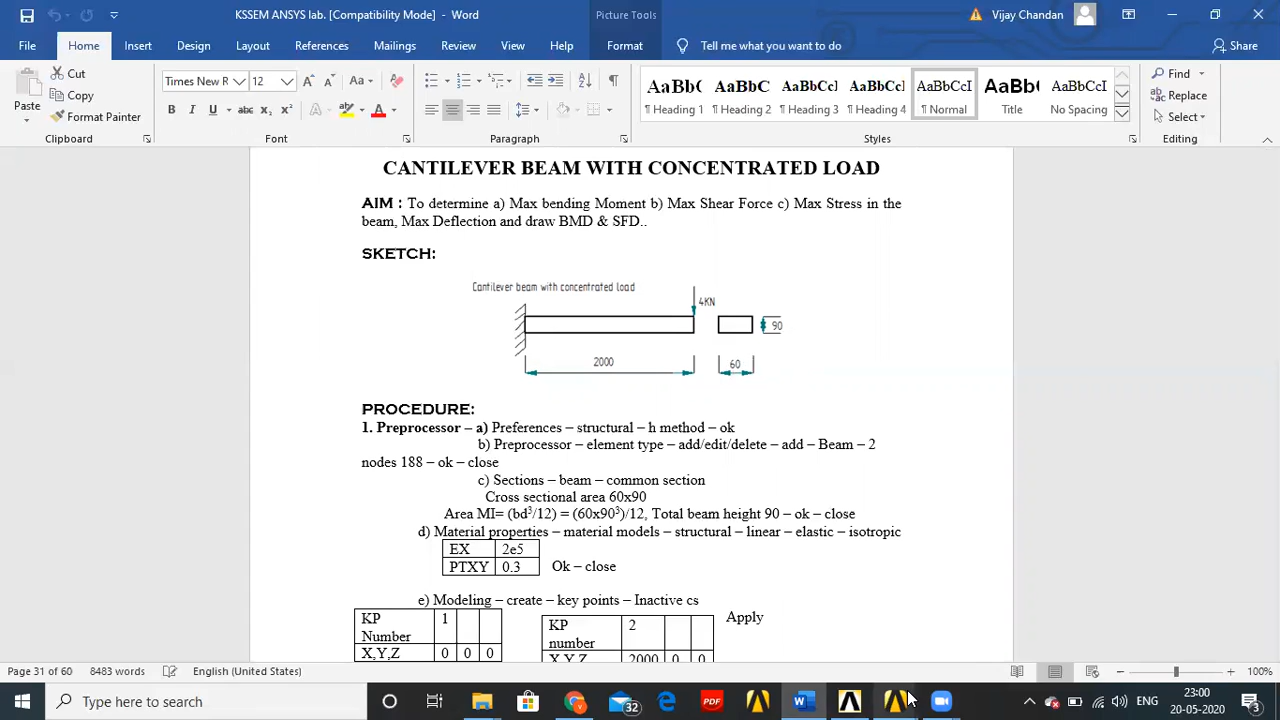 KSSEM ANSYS lab. [Compatibility Mode] - Word
Picture Tools
Vijay Chandan
File Home Insert Design Layout References Mailings Review View Help Format Tell me what you want to do Share
Paste
Cut
Copy
Format Painter
Clipboard
Times New R 12
Aa
B I U abc x₂ x² A A
Font
Paragraph
AaBbC AaBbC AaBbCcI AaBbCcI AaBbCcI AaBbC AaBbCcI
¶ Heading 1 ¶ Heading 2 ¶ Heading 3 ¶ Heading 4 ¶ Normal Title No Spacing
Styles
Find
Replace
Select
Editing
CANTILEVER BEAM WITH CONCENTRATED LOAD
AIM : To determine a) Max bending Moment b) Max Shear Force c) Max Stress in the
beam, Max Deflection and draw BMD & SFD..
SKETCH:
Cantilever beam with concentrated load
4KN
90
2000
60
PROCEDURE:
1. Preprocessor – a) Preferences – structural – h method – ok
b) Preprocessor – element type – add/edit/delete – add – Beam – 2
nodes 188 – ok – close
c) Sections – beam – common section
Cross sectional area 60x90
Area MI= (bd³/12) = (60x90³)/12, Total beam height 90 – ok – close
d) Material properties – material models – structural – linear – elastic – isotropic
EX 2e5
PTXY 0.3 Ok – close
e) Modeling – create – key points – Inactive cs
KP Number 1
X,Y,Z 0 0 0
KP number 2
X,Y,Z 2000 0 0
Apply
Page 31 of 60 8483 words English (United States) 100%
Type here to search
PDF
32
ENG
23:00
20-05-2020
3